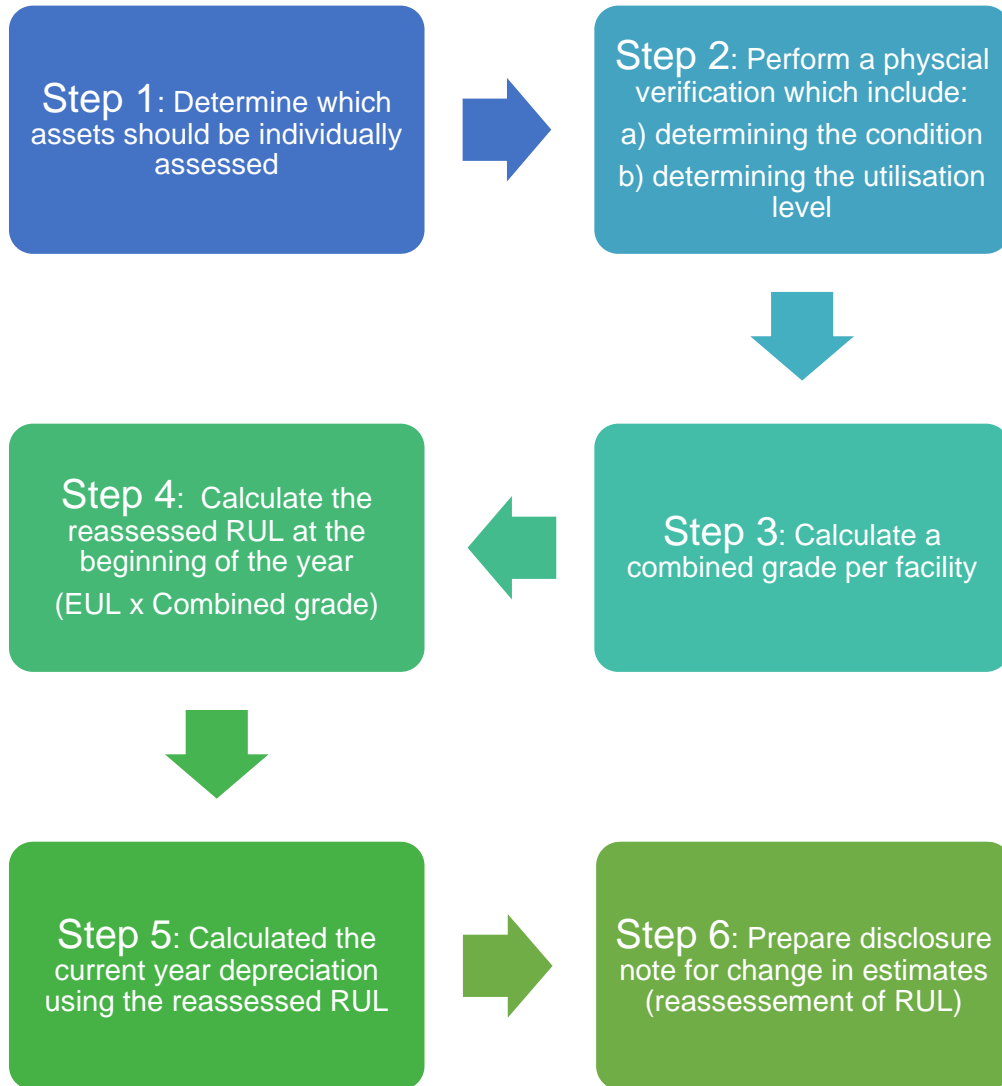 Step 1: Determine which
assets should be individually
assessed
Step 2: Perform a physcial
verification which include:
a) determining the condition
b) determining the utilisation
level
Step 3: Calculate a
combined grade per facility
Step 4: Calculate the
reassessed RUL at the
beginning of the year
(EUL x Combined grade)
Step 5: Calculated the
current year depreciation
using the reassessed RUL
Step 6: Prepare disclosure
note for change in estimates
(reassessement of RUL)